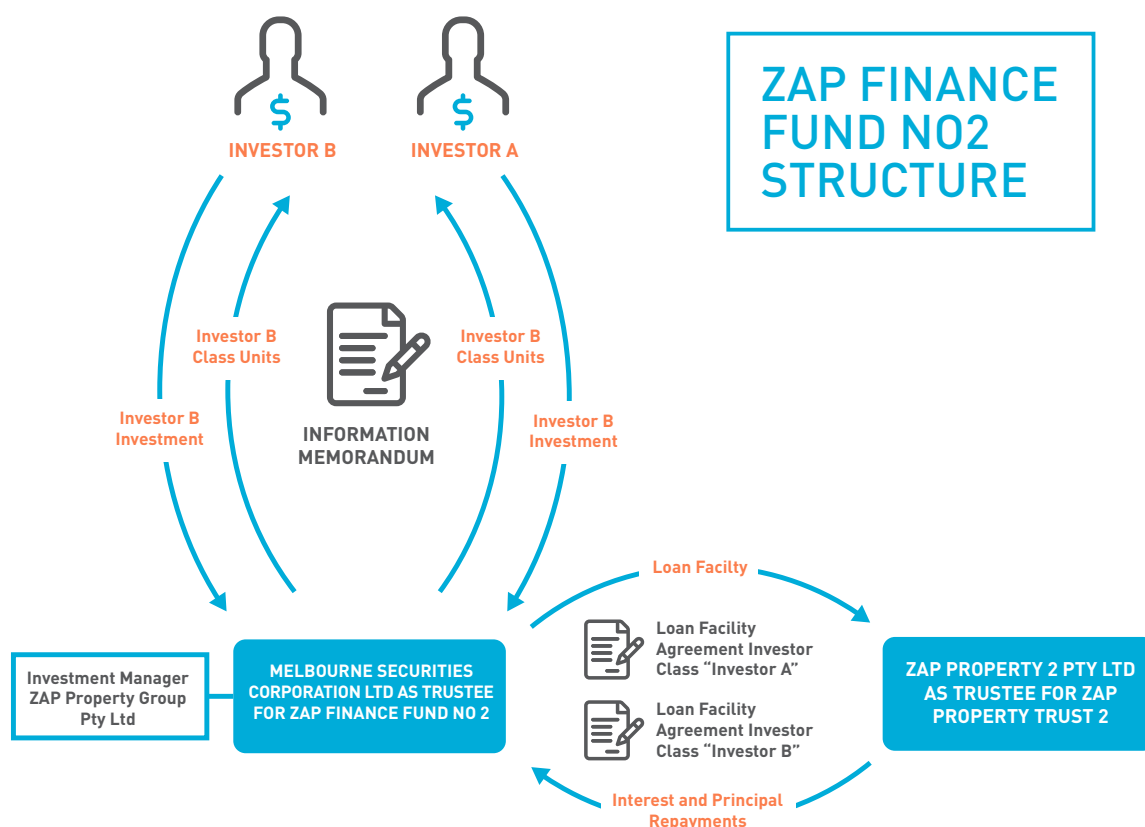 ZAP FINANCE
FUND NO2
STRUCTURE
$
$
INVESTOR B
INVESTOR A
Investor B
Class Units
Investor B
Class Units
Investor B
Investment
Investor B
Investment
INFORMATION
MEMORANDUM
Loan Facilty
Loan Facility
Agreement Investor
Class “Investor A”
Loan Facility
Agreement Investor
Class “Investor B”
Investment Manager
ZAP Property Group
Pty Ltd
MELBOURNE SECURITIES
CORPORATION LTD AS TRUSTEE
FOR ZAP FINANCE FUND NO 2
ZAP PROPERTY 2 PTY LTD
AS TRUSTEE FOR ZAP
PROPERTY TRUST 2
Interest and Principal
Repayments